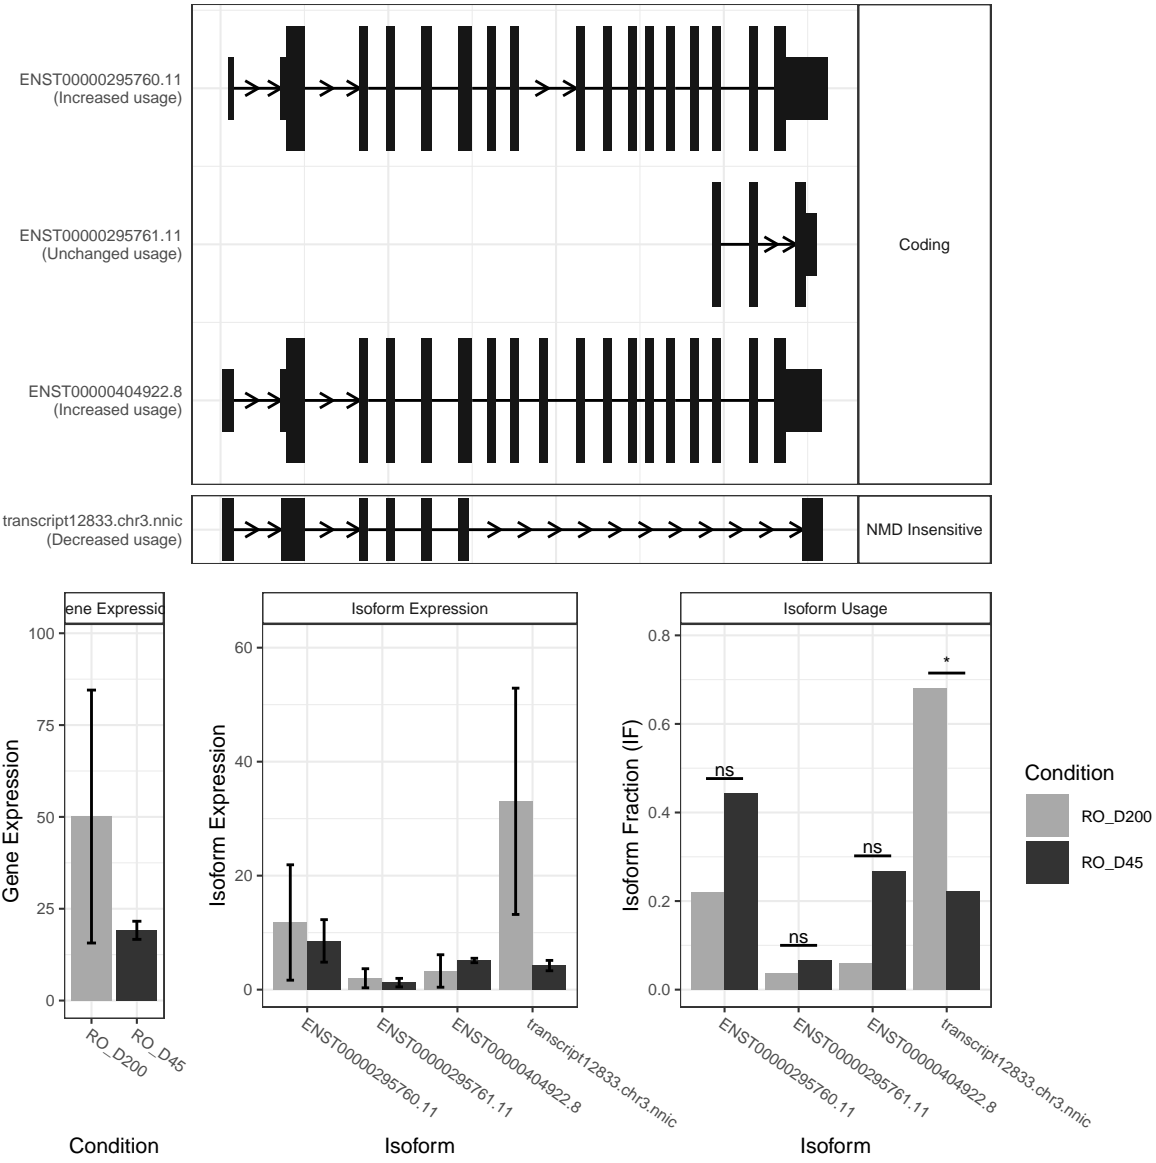 ENST00000295760.11
(Increased usage)
ENST00000295761.11
(Unchanged usage)
Coding
ENST00000404922.8
(Increased usage)
transcript12833.chr3.nnic
(Decreased usage)
NMD Insensitive
ene Expressio
Isoform Expression
Isoform Usage
Gene Expression
100
75
50
25
0
RO_D200
RO_D45
Condition
Isoform Expression
60
40
20
0
ENST00000295760.11
ENST00000295761.11
ENST00000404922.8
transcript12833.chr3.nnic
Isoform
Isoform Fraction (IF)
0.8
0.6
0.4
0.2
0.0
ns
ns
ns
*
ENST00000295760.11
ENST00000295761.11
ENST00000404922.8
transcript12833.chr3.nnic
Isoform
Condition
RO_D200
RO_D45